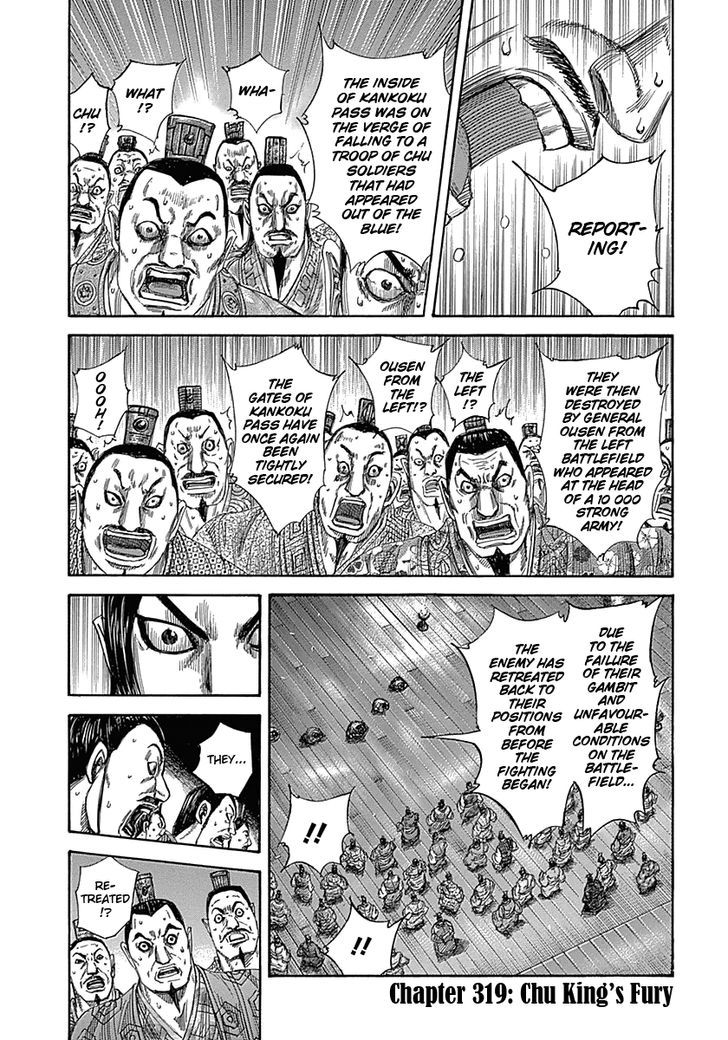 REPORT-
ING!
THE INSIDE
OF KANKOKU
PASS WAS ON
THE VERGE OF
FALLING TO A
TROOP OF CHU
SOLDIERS
THAT HAD
APPEARED
OUT OF THE
BLUE!
WHA-
WHAT
!?
CHU
!?
THEY
WERE THEN
DESTROYED
BY GENERAL
OUSEN FROM
THE LEFT
BATTLEFIELD
WHO APPEARED
AT THE HEAD
OF A 10 000
STRONG
ARMY!
THE
LEFT
!?
OUSEN
FROM
THE
LEFT!?
THE
GATES OF
KANKOKU
PASS HAVE
ONCE AGAIN
BEEN
TIGHTLY
SECURED!
OOOH!
DUE TO
THE FAILURE
OF THEIR
GAMBIT AND
UNFAVOUR-
ABLE
CONDITIONS
ON THE
BATTLE-
FIELD...
THE
ENEMY HAS
RETREATED
BACK TO
THEIR
POSITIONS
FROM BEFORE
THE
FIGHTING
BEGAN!
!!
!!
THEY...
RE-
TREATED
!?
Chapter 319: Chu King's Fury